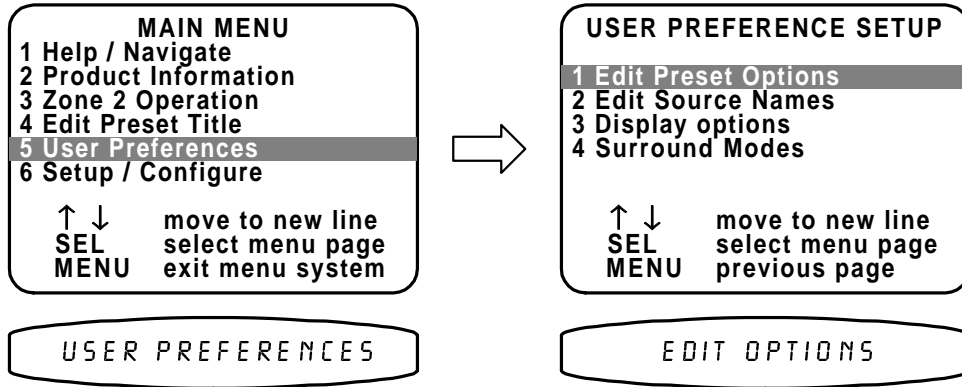 MAIN MENU
1 Help / Navigate
2 Product Information
3 Zone 2 Operation
4 Edit Preset Title
5 User Preferences
6 Setup / Configure
↑ ↓ move to new line
SEL select menu page
MENU exit menu system
USER PREFERENCES
USER PREFERENCE SETUP
1 Edit Preset Options
2 Edit Source Names
3 Display options
4 Surround Modes
↑ ↓ move to new line
SEL select menu page
MENU previous page
EDIT OPTIONS